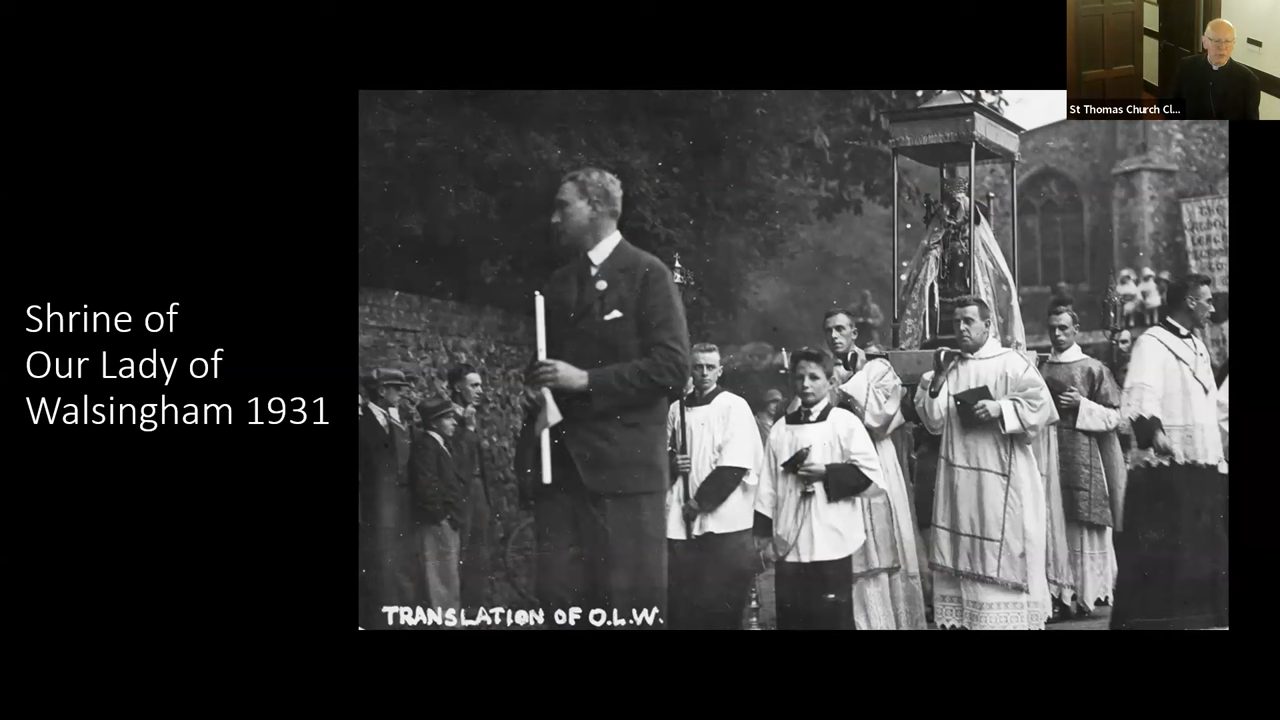 Shrine of
Our Lady of
Walsingham 1931
St Thomas Church Cl...
TRANSLATION OF O.L.W.